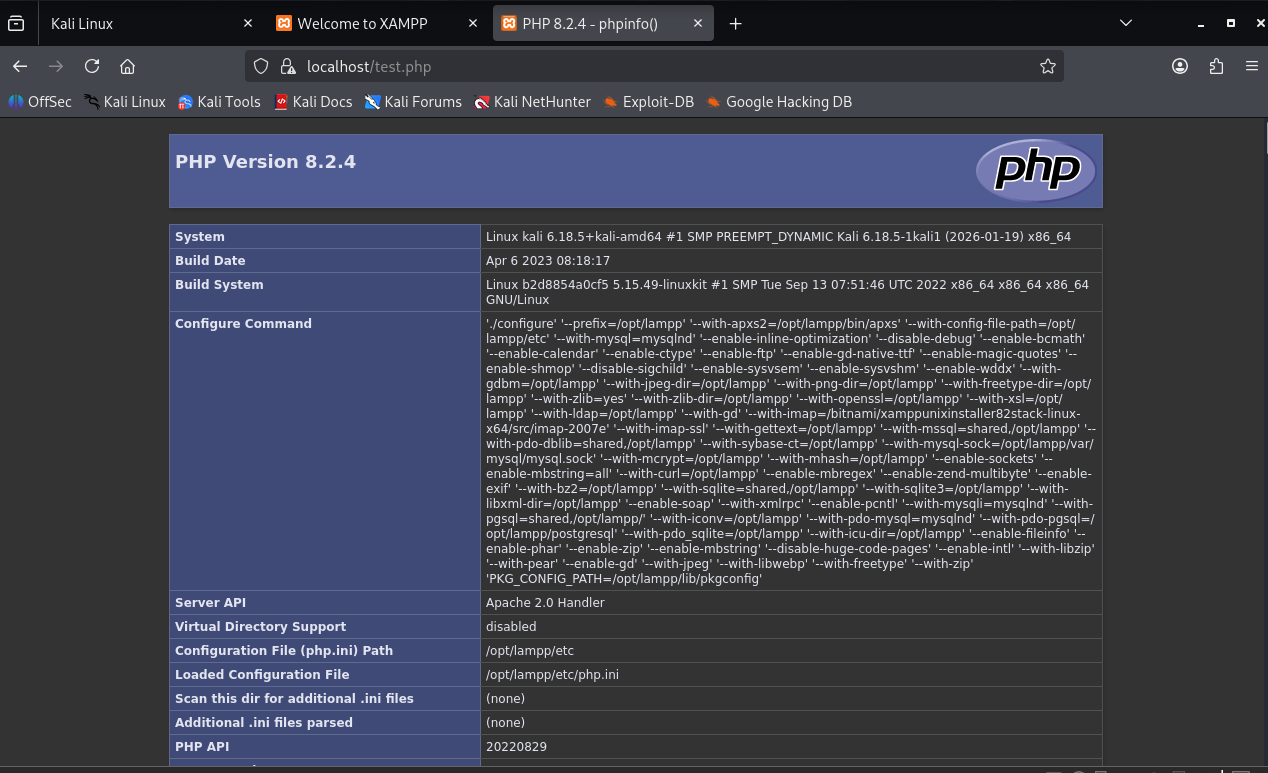 Kali Linux
Welcome to XAMPP
PHP 8.2.4 - phpinfo()
localhost/test.php
OffSec
Kali Linux
Kali Tools
Kali Docs
Kali Forums
Kali NetHunter
Exploit-DB
Google Hacking DB
PHP Version 8.2.4
php
System
Linux kali 6.18.5+kali-amd64 #1 SMP PREEMPT_DYNAMIC Kali 6.18.5-1kali1 (2026-01-19) x86_64
Build Date
Apr 6 2023 08:18:17
Build System
Linux b2d8854a0cf5 5.15.49-linuxkit #1 SMP Tue Sep 13 07:51:46 UTC 2022 x86_64 x86_64 x86_64
GNU/Linux
Configure Command
'./configure' '--prefix=/opt/lampp' '--with-apxs2=/opt/lampp/bin/apxs' '--with-config-file-path=/opt/
lampp/etc' '--with-mysql=mysqlnd' '--enable-inline-optimization' '--disable-debug' '--enable-bcmath'
'--enable-calendar' '--enable-ctype' '--enable-ftp' '--enable-gd-native-ttf' '--enable-magic-quotes' '--
enable-shmop' '--disable-sigchild' '--enable-sysvsem' '--enable-sysvshm' '--enable-wddx' '--with-
gdbm=/opt/lampp' '--with-jpeg-dir=/opt/lampp' '--with-png-dir=/opt/lampp' '--with-freetype-dir=/opt/
lampp' '--with-zlib=yes' '--with-zlib-dir=/opt/lampp' '--with-openssl=/opt/lampp' '--with-xsl=/opt/
lampp' '--with-ldap=/opt/lampp' '--with-gd' '--with-imap=/bitnami/xamppunixinstaller82stack-linux-
x64/src/imap-2007e' '--with-imap-ssl' '--with-gettext=/opt/lampp' '--with-mssql=shared,/opt/lampp' '--
with-pdo-dblib=shared,/opt/lampp' '--with-sybase-ct=/opt/lampp' '--with-mysql-sock=/opt/lampp/var/
mysql/mysql.sock' '--with-mcrypt=/opt/lampp' '--with-mhash=/opt/lampp' '--enable-sockets' '--
enable-mbstring=all' '--with-curl=/opt/lampp' '--enable-mbregex' '--enable-zend-multibyte' '--enable-
exif' '--with-bz2=/opt/lampp' '--with-sqlite=shared,/opt/lampp' '--with-sqlite3=/opt/lampp' '--with-
libxml-dir=/opt/lampp' '--enable-soap' '--with-xmlrpc' '--enable-pcntl' '--with-mysqli=mysqlnd' '--with-
pgsql=shared,/opt/lampp/' '--with-iconv=/opt/lampp' '--with-pdo-mysql=mysqlnd' '--with-pdo-pgsql=/
opt/lampp/postgresql' '--with-pdo_sqlite=/opt/lampp' '--with-icu-dir=/opt/lampp' '--enable-fileinfo' '--
enable-phar' '--enable-zip' '--enable-mbstring' '--disable-huge-code-pages' '--enable-intl' '--with-libzip'
'--with-pear' '--enable-gd' '--with-jpeg' '--with-libwebp' '--with-freetype' '--with-zip'
'PKG_CONFIG_PATH=/opt/lampp/lib/pkgconfig'
Server API
Apache 2.0 Handler
Virtual Directory Support
disabled
Configuration File (php.ini) Path
/opt/lampp/etc
Loaded Configuration File
/opt/lampp/etc/php.ini
Scan this dir for additional .ini files
(none)
Additional .ini files parsed
(none)
PHP API
20220829